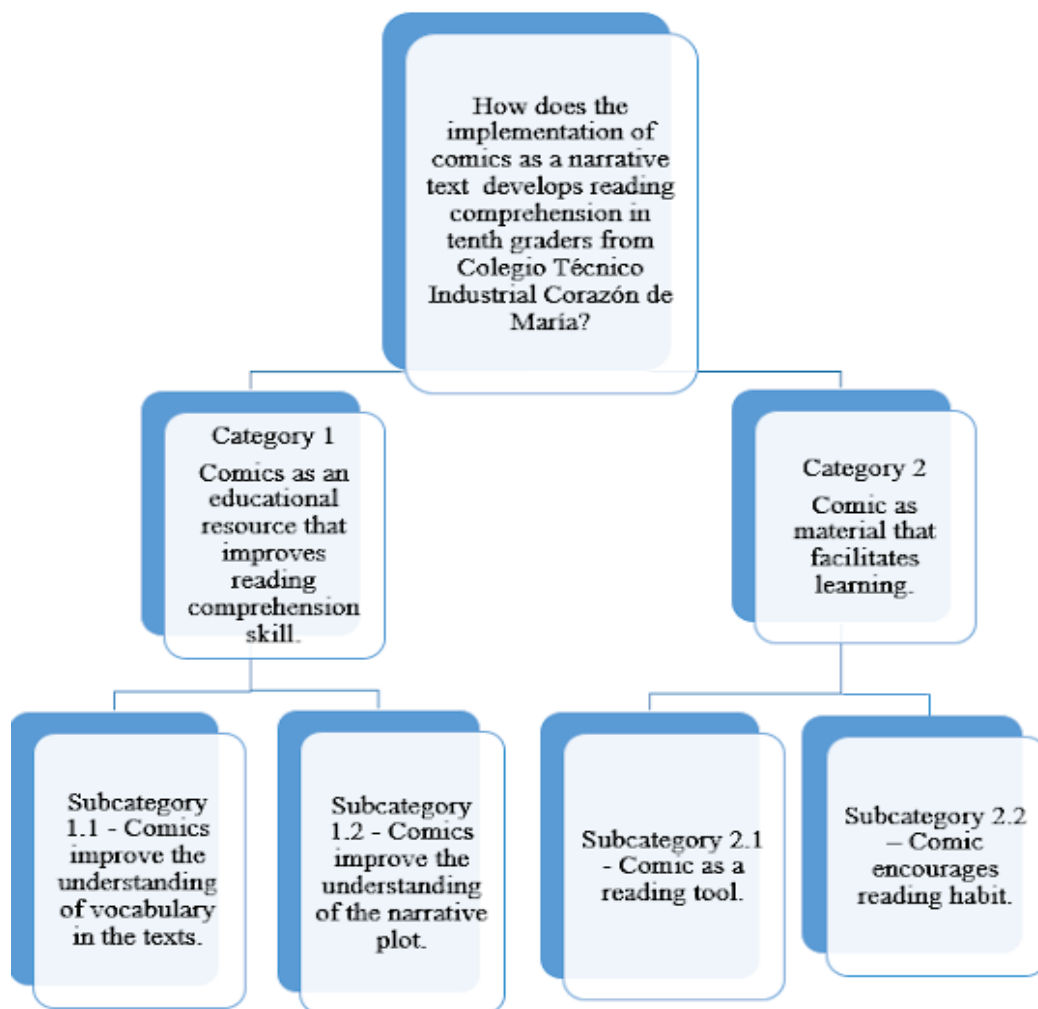 How does the
implementation of
comics as a narrative
text develops reading
comprehension in
tenth graders from
Colegio Técnico
Industrial Corazón de
María?
Category 1
Comics as an
educational
resource that
improves
reading
comprehension
skill.
Category 2
Comic as
material that
facilitates
learning.
Subcategory
1.1 - Comics
improve the
understanding
of vocabulary
in the texts.
Subcategory
1.2 - Comics
improve the
understanding
of the narrative
plot.
Subcategory 2.1
- Comic as a
reading tool.
Subcategory 2.2
– Comic
encourages
reading habit.